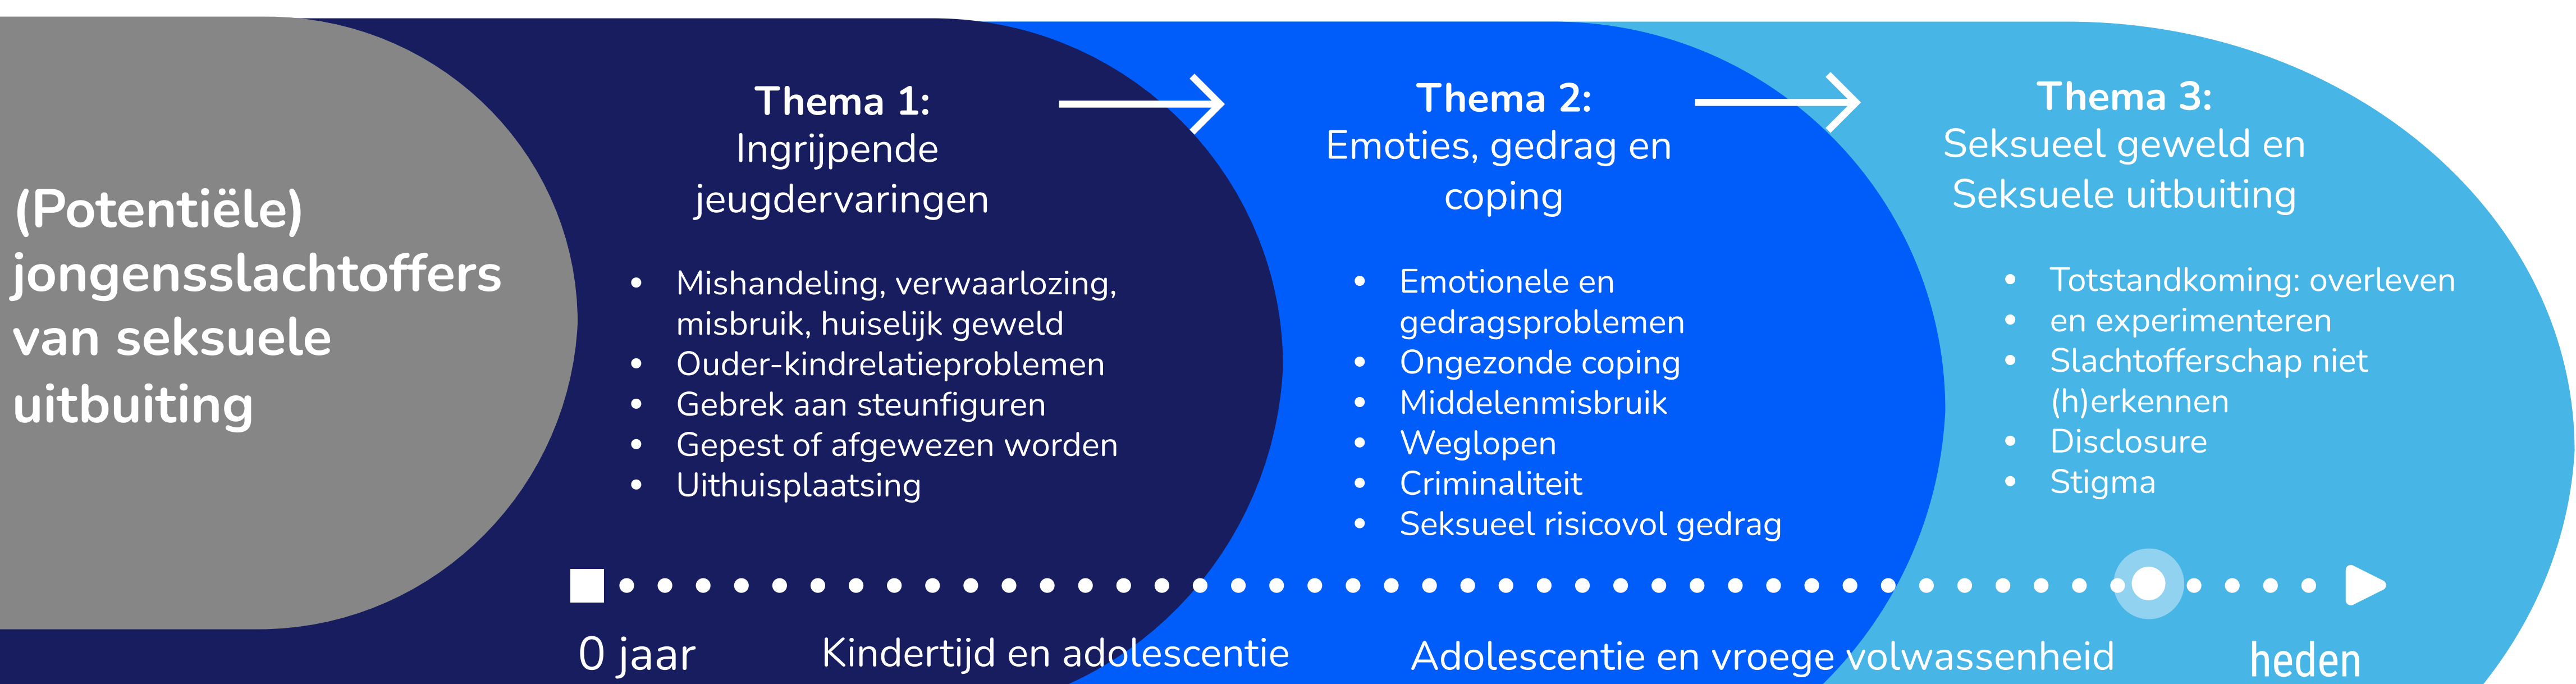 (Potentiële)
jongensslachtoffers
van seksuele
uitbuiting
Thema 1:
Ingrijpende
jeugdervaringen
• Mishandeling, verwaarlozing,
misbruik, huiselijk geweld
• Ouder-kindrelatieproblemen
• Gebrek aan steunfiguren
• Gepest of afgewezen worden
• Uithuisplaatsing
Thema 2:
Emoties, gedrag en
coping
• Emotionele en
gedragsproblemen
• Ongezonde coping
• Middelenmisbruik
• Weglopen
• Criminaliteit
• Seksueel risicovol gedrag
Thema 3:
Seksueel geweld en
Seksuele uitbuiting
• Totstandkoming: overleven
• en experimenteren
• Slachtofferschap niet
(h)erkennen
• Disclosure
• Stigma
0 jaar
Kindertijd en adolescentie
Adolescentie en vroege volwassenheid
heden